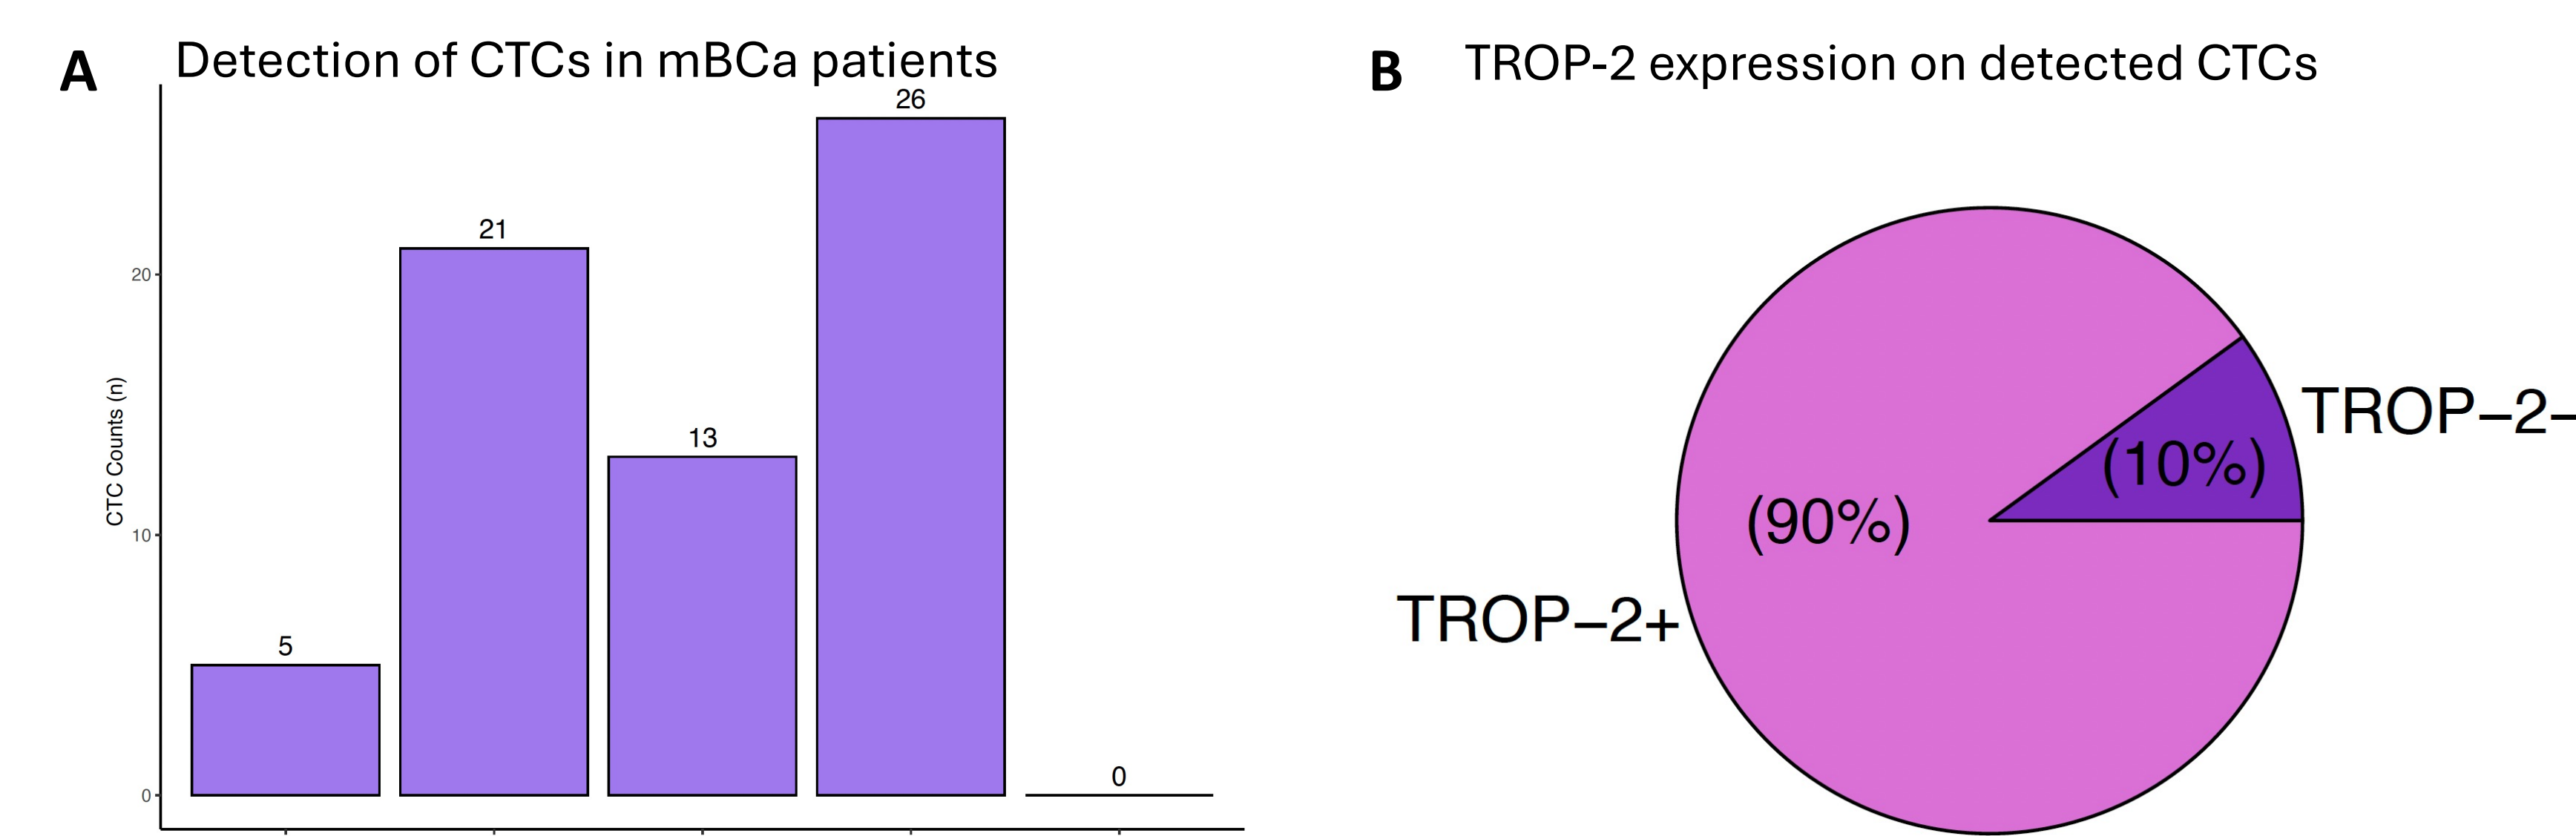 A
Detection of CTCs in mBCa patients
26
21
20
CTC Counts (n)
13
10
5
0
0
B
TROP-2 expression on detected CTCs
TROP−2−
(10%)
(90%)
TROP−2+